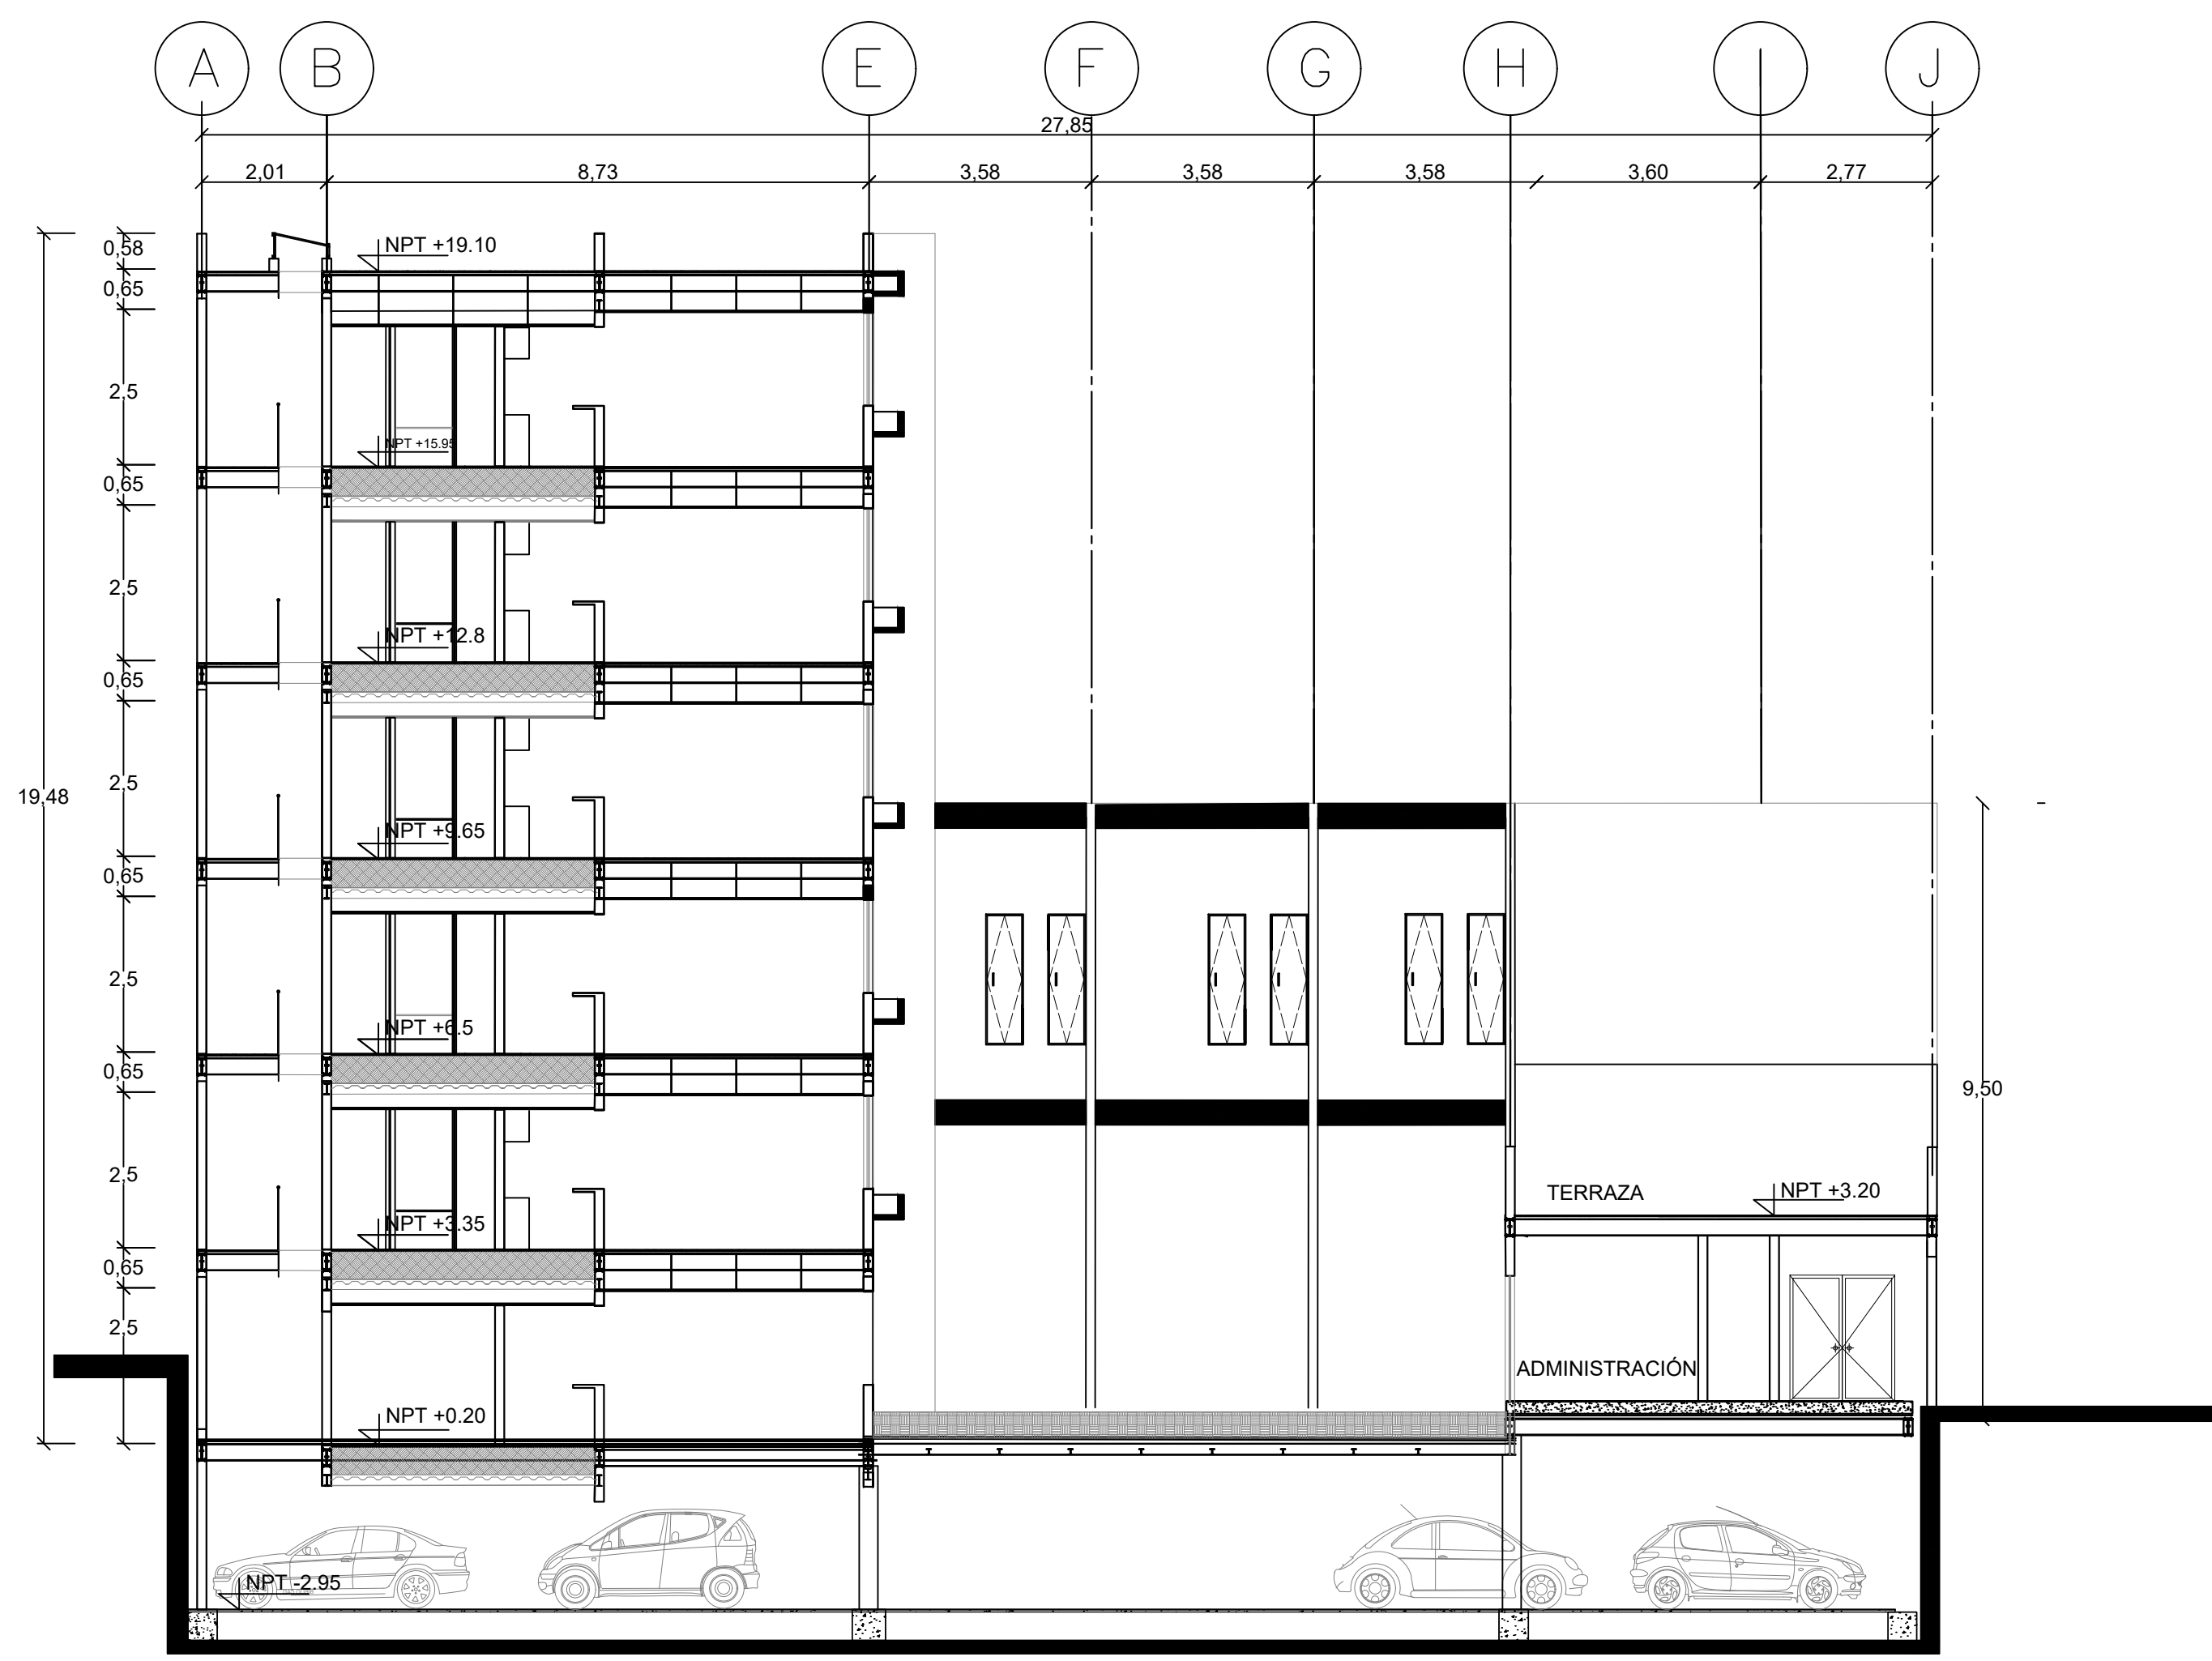 A B E F G H I J
27,85
2,01 8,73 3,58 3,58 3,58 3,60 2,77
0,58
NPT +19.10
0,65
2,5
NPT +15.95
0,65
2,5
NPT +12.8
0,65
2,5
19,48
NPT +9.65
0,65
2,5
NPT +6.5
0,65
9,50
2,5
TERRAZA
NPT +3.20
NPT +3.35
0,65
2,5
ADMINISTRACIÓN
NPT +0.20
NPT -2.95